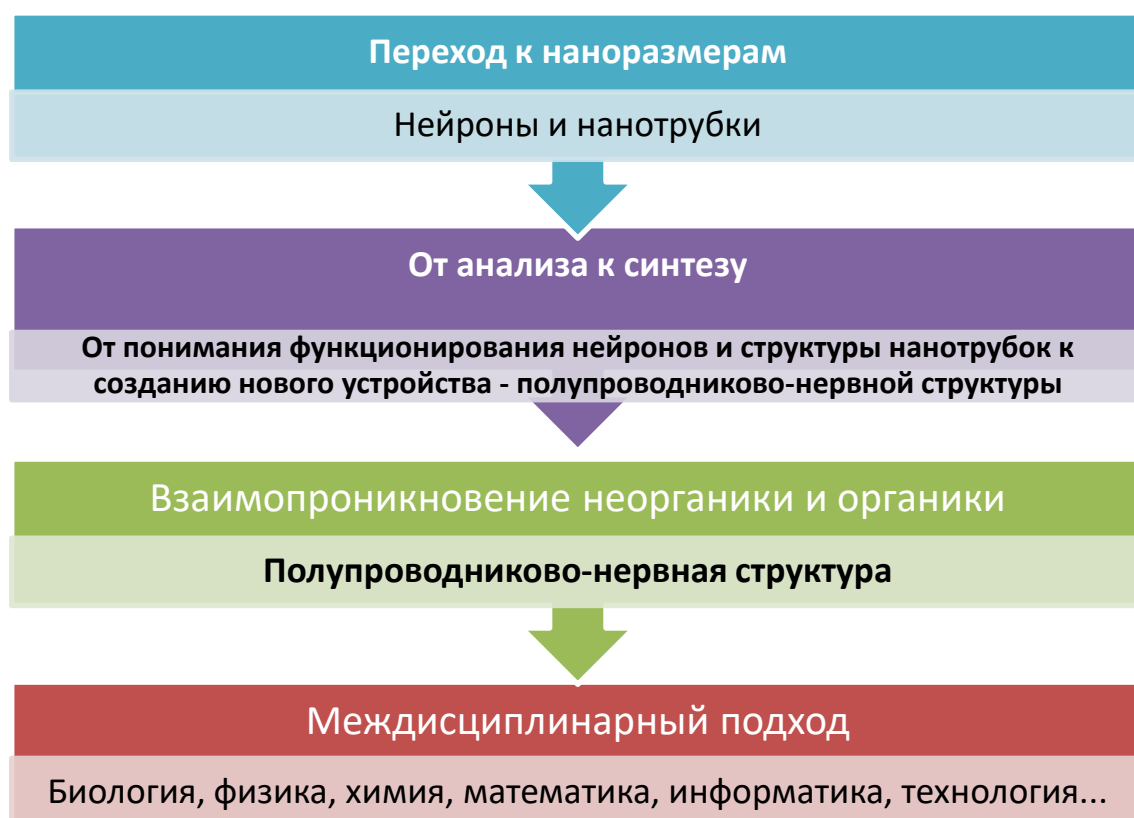 Переход к наноразмерам
Нейроны и нанотрубки
От анализа к синтезу
От понимания функционирования нейронов и структуры нанотрубок к
созданию нового устройства - полупроводниково-нервной структуры
Взаимопроникновение неорганики и органики
Полупроводниково-нервная структура
Междисциплинарный подход
Биология, физика, химия, математика, информатика, технология...